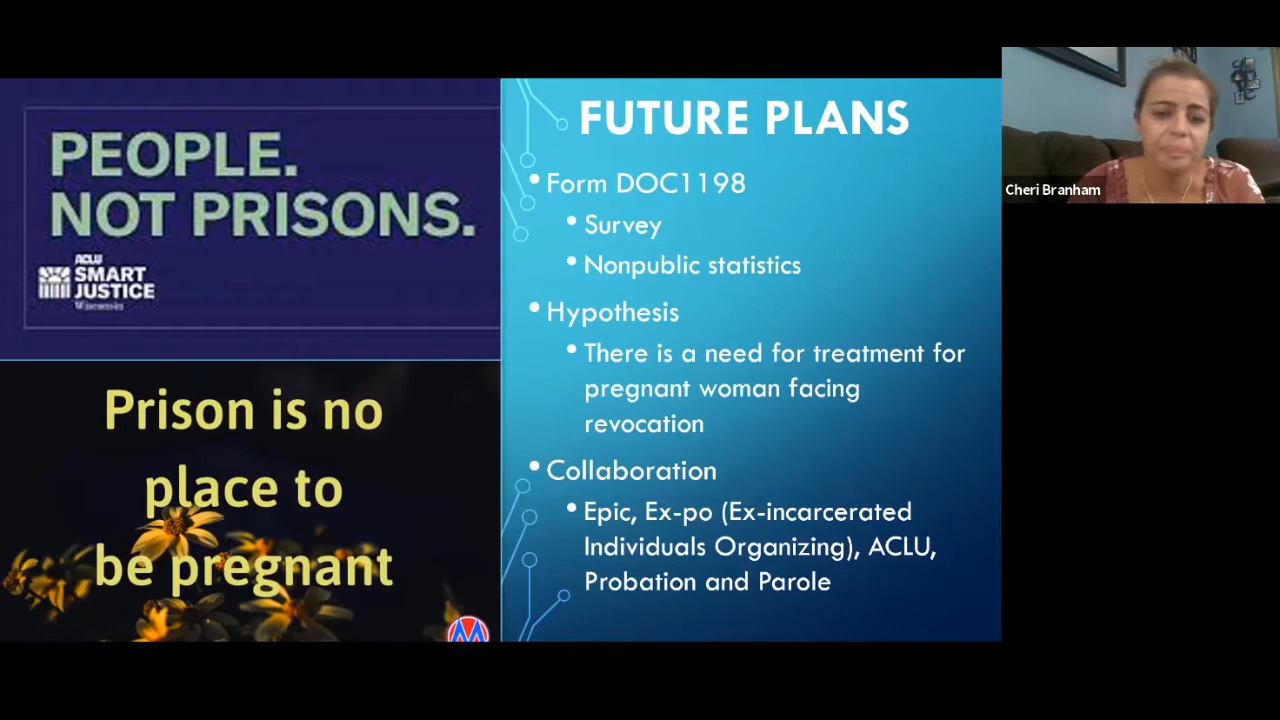 PEOPLE.
NOT PRISONS.
ACLU
SMART
JUSTICE
Wisconsin
Prison is no
place to
be pregnant
FUTURE PLANS
• Form DOC1198
• Survey
• Nonpublic statistics
• Hypothesis
• There is a need for treatment for
pregnant woman facing
revocation
• Collaboration
• Epic, Ex-po (Ex-incarcerated
Individuals Organizing), ACLU,
Probation and Parole
Cheri Branham